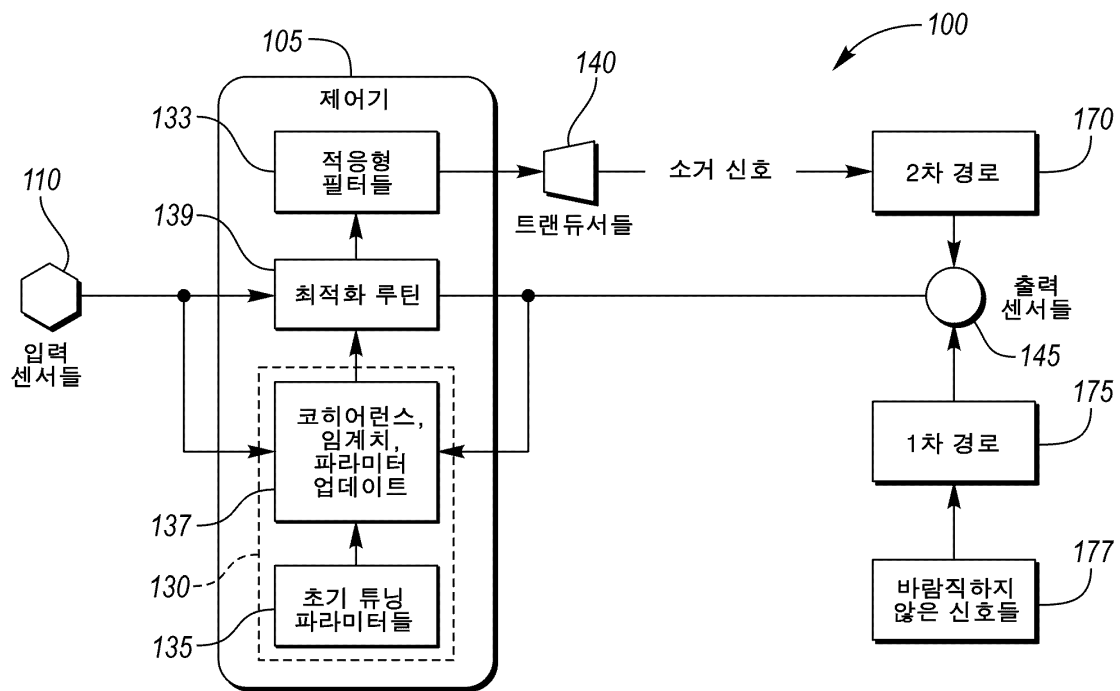 105
100
제어기
140
133
적응형
필터들
170
2차 경로
소거 신호
트랜듀서들
110
139
최적화 루틴
출력
센서들
145
입력
센서들
코히어런스,
임계치,
파라미터
업데이트
175
1차 경로
137
130
초기 튜닝
파라미터들
135
177
바람직하지
않은 신호들